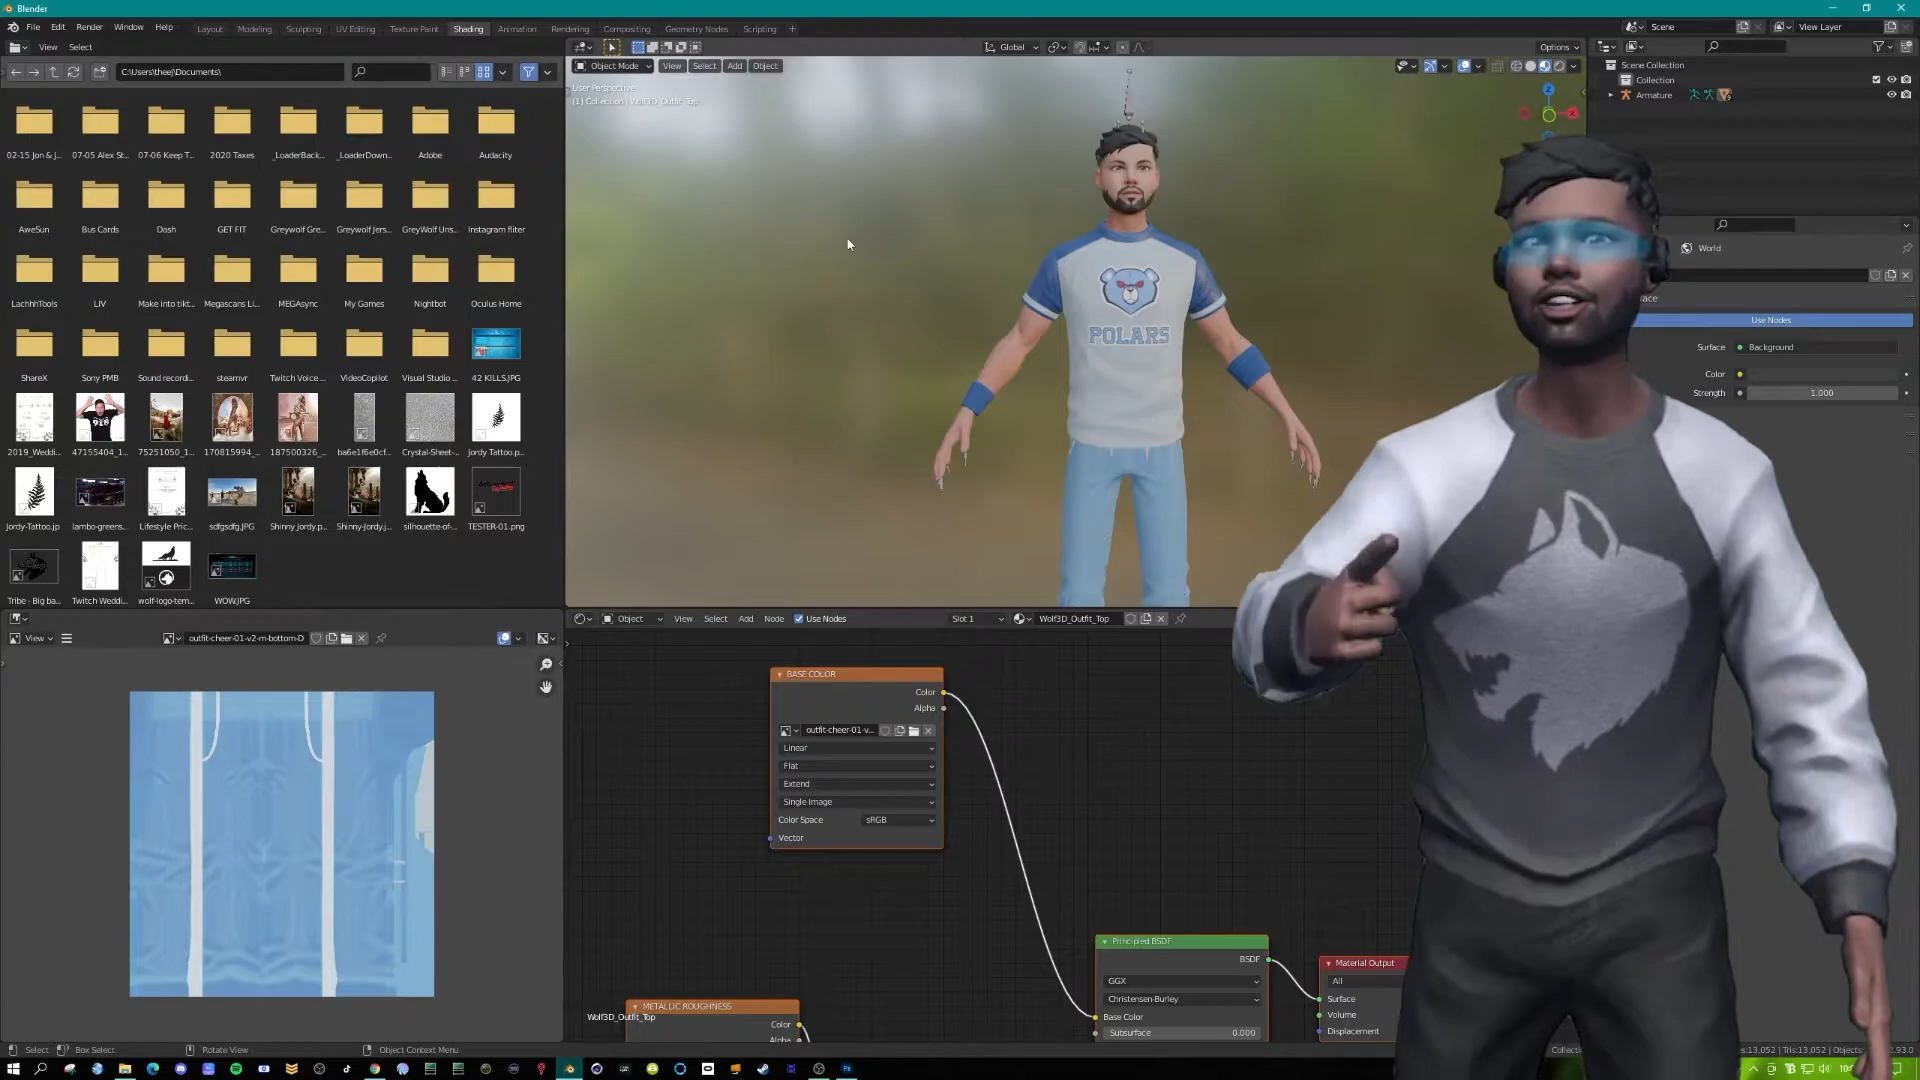 Blender
File Edit Render Window Help
Layout Modeling Sculpting UV Editing Texture Paint Shading Animation Rendering Compositing Geometry Nodes Scripting +
Scene
View Layer
View Select
C:\Users\theej\Documents\
02-15 Jon & J... 07-05 Alex St... 07-06 Keep T... 2020 Taxes _LoaderBack... _LoaderDown... Adobe Audacity
AweSun Bus Cards Dash GET FIT Greywolf Gre... Greywolf Jers... GreyWolf Uns... Instagram fliter
LachhhTools LIV Make into tikt... Megascans Li... MEGAsync My Games Nightbot Oculus Home
ShareX Sony PMB Sound recordi... steamvr Twitch Voice ... VideoCopilot Visual Studio ... 42 KILLS.JPG
2019_Weddi... 47155404_1... 75251050_1... 170815994_... 187500326_... ba6e1f6e0cf... Crystal-Sheet-... Jordy Tattoo.p...
Jordy-Tattoo.jp lambo-greens... Lifestyle Pric... sdfgsdfg.JPG Shinny Jordy.p... Shinny-Jordy.j... silhouette-of-... TESTER-01.png
Tribe - Big ba... Twitch Weddi... wolf-logo-tem... WOW.JPG
Global
Options
Object Mode View Select Add Object
User Perspective
(1) Collection | Wolf3D_Outfit_Top
POLARS
Scene Collection
Collection
Armature
World
Use Nodes
Surface Background
Color
Strength 1.000
View
outfit-cheer-01-v2-m-bottom-D
Object View Select Add Node Use Nodes Slot 1 Wolf3D_Outfit_Top
BASE COLOR
Color
Alpha
outfit-cheer-01-v...
Linear
Flat
Extend
Single Image
Color Space sRGB
Vector
Principled BSDF
BSDF
GGX
Christensen-Burley
Base Color
Subsurface 0.000
Material Output
All
Surface
Volume
Displacement
METALLIC ROUGHNESS
Wolf3D_Outfit_Top
Color
Alpha
Select Box Select Rotate View Object Context Menu